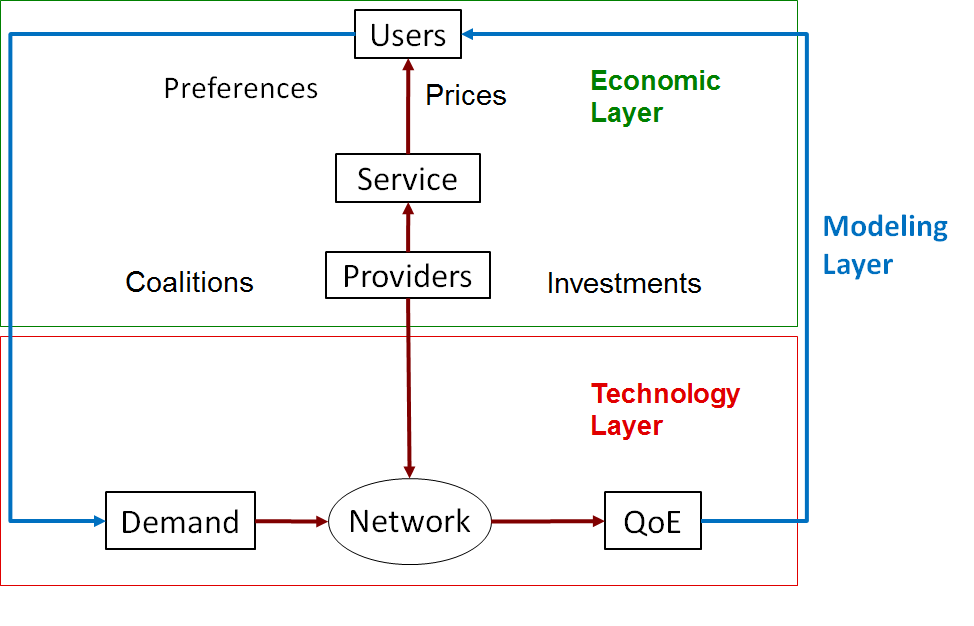 Users
Preferences
Prices
Economic
Layer
Service
Modeling
Layer
Coalitions
Providers
Investments
Technology
Layer
Demand
Network
QoE